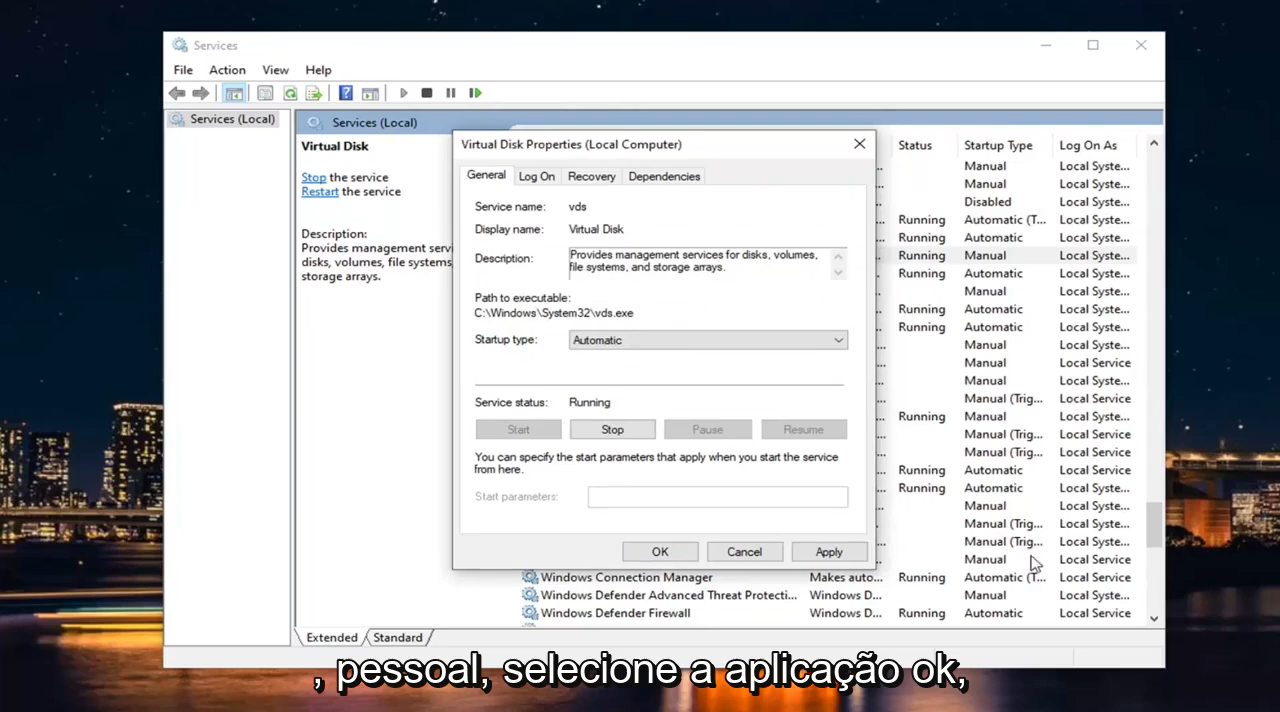 Services
File Action View Help
Services (Local)
Services (Local)
Virtual Disk
Stop the service
Restart the service
Description:
Provides management servi
disks, volumes, file systems,
storage arrays.
Virtual Disk Properties (Local Computer)
General Log On Recovery Dependencies
Service name: vds
Display name: Virtual Disk
Description: Provides management services for disks, volumes,
file systems, and storage arrays.
Path to executable:
C:\Windows\System32\vds.exe
Startup type: Automatic
Service status: Running
Start Stop Pause Resume
You can specify the start parameters that apply when you start the service
from here.
Start parameters:
OK Cancel Apply
Status Startup Type Log On As
Manual Local Syste...
Manual Local Syste...
Disabled Local Syste...
Running Automatic (T... Local Syste...
Running Automatic Local Syste...
Running Manual Local Syste...
Running Automatic Local Syste...
Manual Local Syste...
Running Automatic Local Syste...
Running Automatic Local Syste...
Manual Local Syste...
Manual Local Service
Manual Local Syste...
Manual (Trig... Local Service
Running Manual Local Syste...
Manual (Trig... Local Service
Manual (Trig... Local Service
Running Automatic Local Service
Running Automatic Local Syste...
Manual Local Syste...
Manual (Trig... Local Syste...
Manual (Trig... Local Syste...
Manual Local Service
Windows Connection Manager Makes auto... Running Automatic (T... Local Service
Windows Defender Advanced Threat Protecti... Windows D... Manual Local Syste...
Windows Defender Firewall Windows D... Running Automatic Local Service
Extended Standard
, pessoal, selecione a aplicação ok,